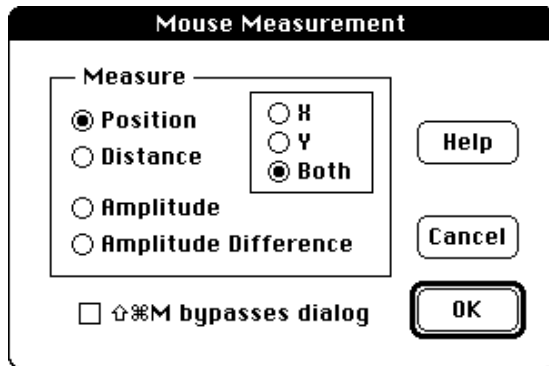 Mouse Measurement
Measure
Position
Distance
X
Y
Both
Amplitude
Amplitude Difference
Help
Cancel
⇧⌘M bypasses dialog
OK